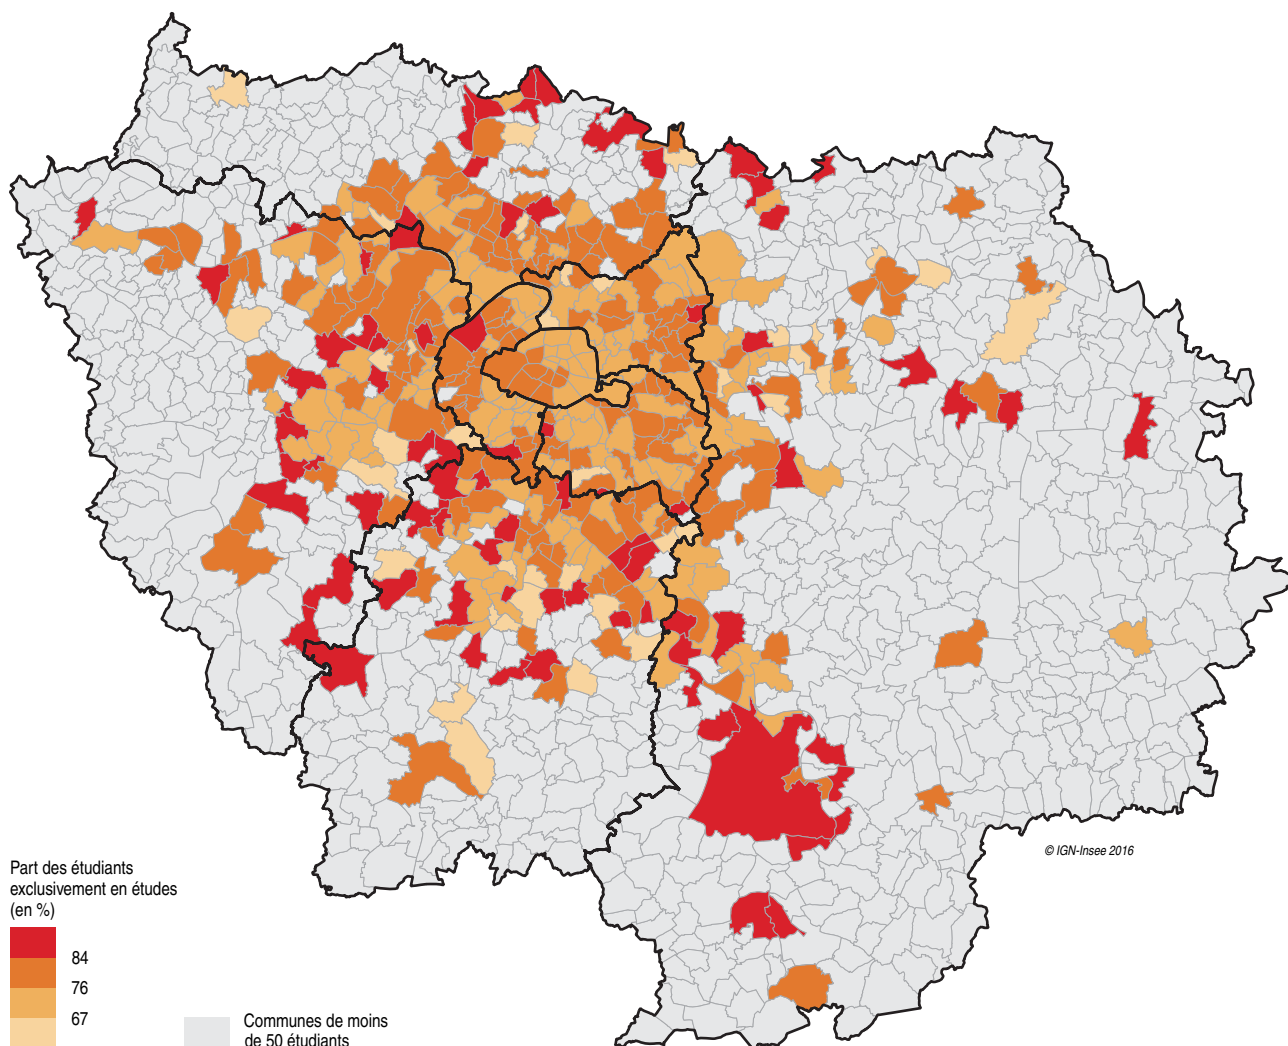 © IGN-Insee 2016
Part des étudiants
exclusivement en études
(en %)
84
76
67
Communes de moins
de 50 étudiants